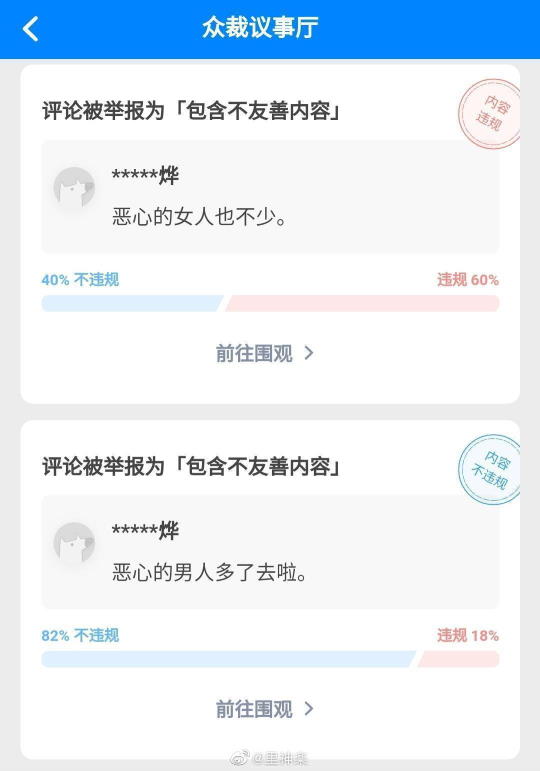 众裁议事厅
评论被举报为「包含不友善内容」
内容
违规
*****烨
恶心的女人也不少。
40% 不违规
违规 60%
前往围观
评论被举报为「包含不友善内容」
内容
不违规
*****烨
恶心的男人多了去啦。
82% 不违规
违规 18%
前往围观